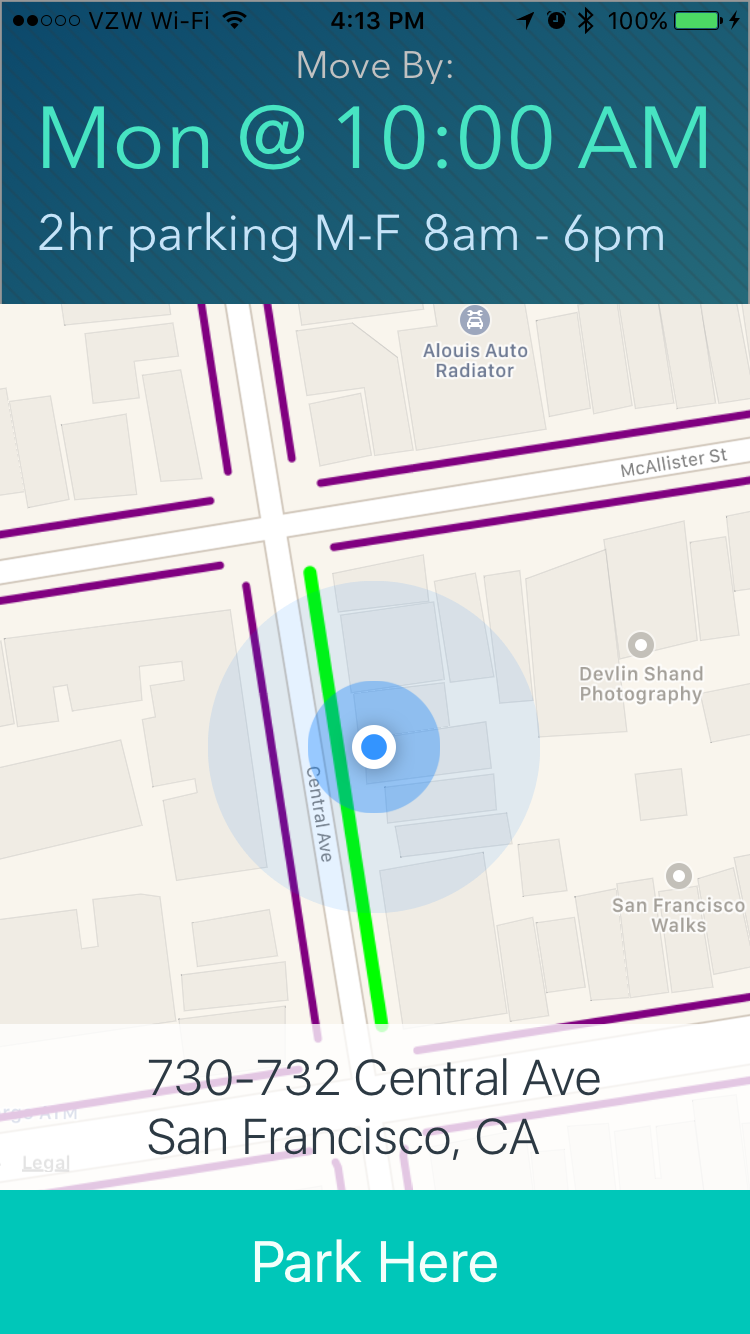 VZW Wi-Fi 4:13 PM 100%
Move By:
Mon @ 10:00 AM
2hr parking M-F 8am - 6pm
Alouis Auto
Radiator
McAllister St
Devlin Shand
Photography
Central Ave
San Francisco
Walks
730-732 Central Ave
ATM
San Francisco, CA
Legal
Park Here